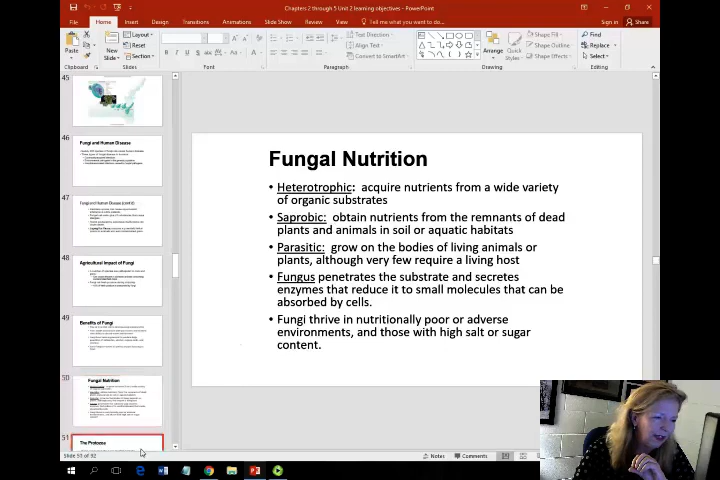 Chapters 2 through 5 Unit 2 learning objectives - PowerPoint
File Home Insert Design Transitions Animations Slide Show Review View Tell me what you want to do... Sign in Share
Paste
New
Slide
Layout
Reset
Section
Text Direction
Align Text
Convert to SmartArt
Arrange
Quick
Styles
Shape Fill
Shape Outline
Shape Effects
Find
Replace
Select
Clipboard Slides Font Paragraph Drawing Editing
45
46
Fungi and Human Disease
47
Fungi and Human Disease
48
Agricultural Impact of Fungi
49
Benefits of Fungi
50
Fungal Nutrition
51
The Protozoa
Fungal Nutrition
• Heterotrophic: acquire nutrients from a wide variety
of organic substrates
• Saprobic: obtain nutrients from the remnants of dead
plants and animals in soil or aquatic habitats
• Parasitic: grow on the bodies of living animals or
plants, although very few require a living host
• Fungus penetrates the substrate and secretes
enzymes that reduce it to small molecules that can be
absorbed by cells.
• Fungi thrive in nutritionally poor or adverse
environments, and those with high salt or sugar
content.
Slide 51 of 92
Notes Comments